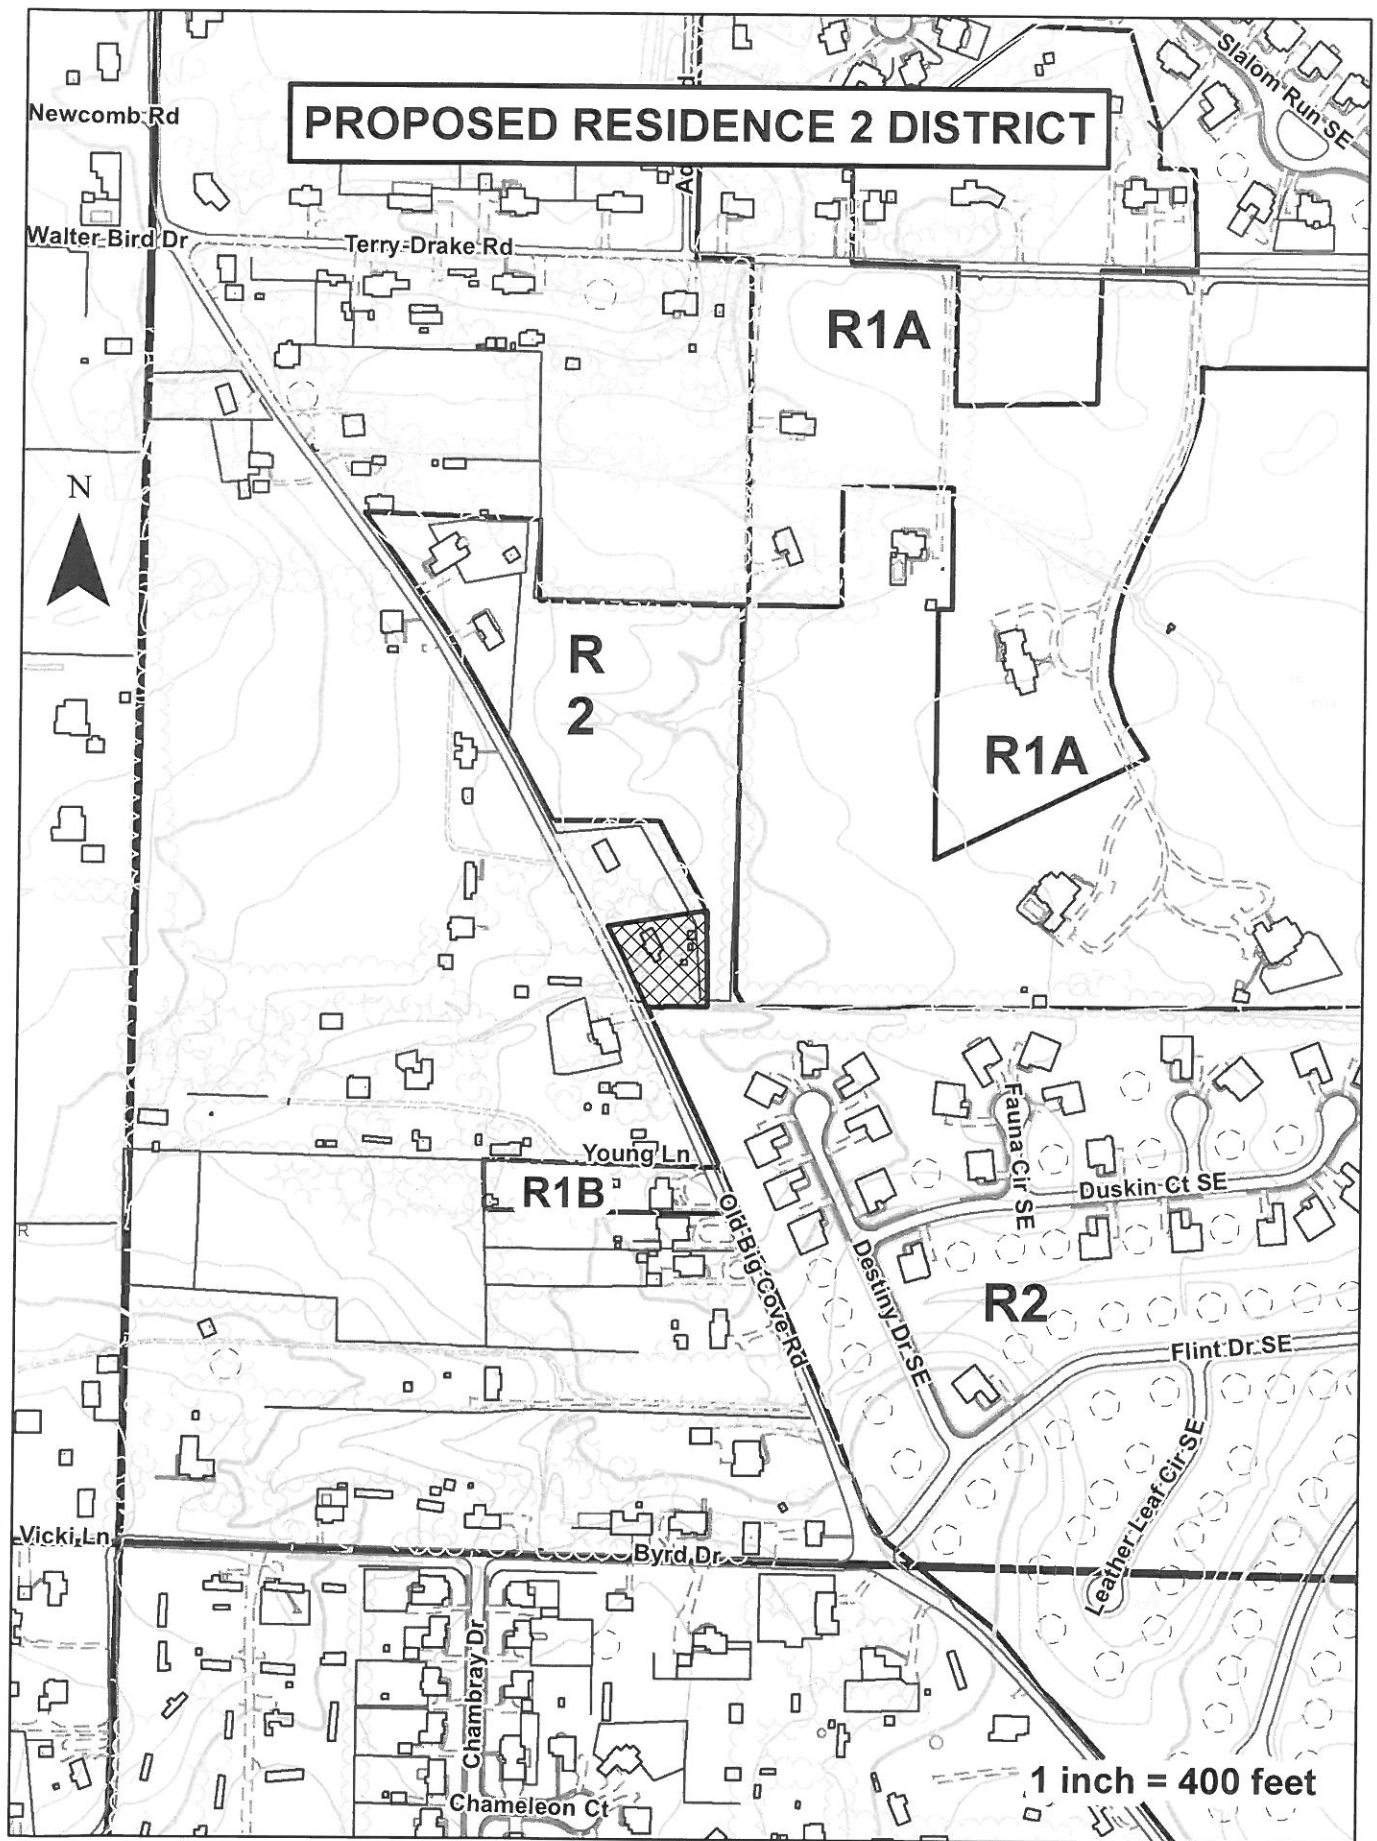 Slalom Run SE
Newcomb Rd
PROPOSED RESIDENCE 2 DISTRICT
Walter Bird Dr
Terry-Drake Rd
R1A
N
R
2
R1A
Fauna Cir SE
Young Ln
Duskin Ct SE
R1B
Old Big Cove Rd
Destiny Dr SE
R2
R
Flint Dr SE
Leather Leaf Cir SE
Vicki Ln
Byrd Dr
Chambray Dr
1 inch = 400 feet
Chameleon Ct